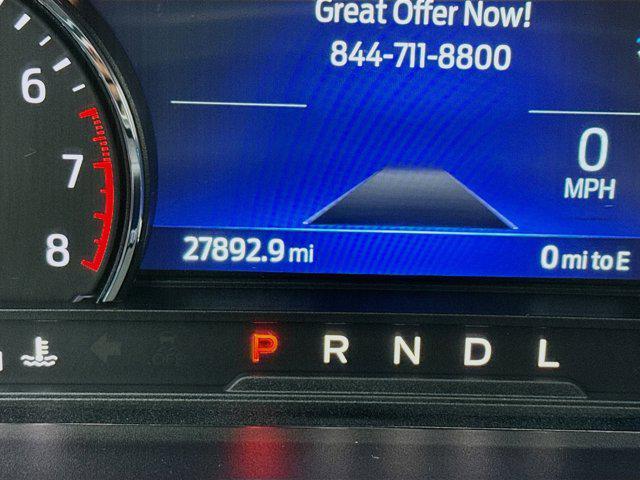 Great Offer Now!
844-711-8800
6
7
8
0
MPH
27892.9 mi
0 mi to E
P R N D L